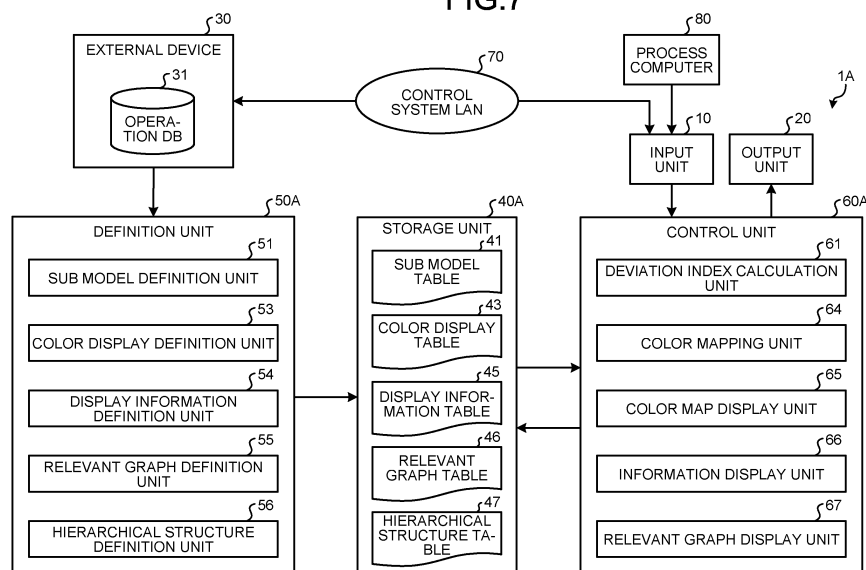 FIG.7
30
EXTERNAL DEVICE
31
OPERA-
TION DB
70
CONTROL
SYSTEM LAN
80
PROCESS
COMPUTER
1A
10
INPUT
UNIT
20
OUTPUT
UNIT
50A
DEFINITION UNIT
51
SUB MODEL DEFINITION UNIT
53
COLOR DISPLAY DEFINITION UNIT
54
DISPLAY INFORMATION
DEFINITION UNIT
55
RELEVANT GRAPH DEFINITION
UNIT
56
HIERARCHICAL STRUCTURE
DEFINITION UNIT
40A
STORAGE UNIT
41
SUB MODEL
TABLE
43
COLOR DISPLAY
TABLE
45
DISPLAY INFOR-
MATION TABLE
46
RELEVANT
GRAPH TABLE
47
HIERARCHICAL
STRUCTURE TA-
BLE
60A
CONTROL UNIT
61
DEVIATION INDEX CALCULATION
UNIT
64
COLOR MAPPING UNIT
65
COLOR MAP DISPLAY UNIT
66
INFORMATION DISPLAY UNIT
67
RELEVANT GRAPH DISPLAY UNIT